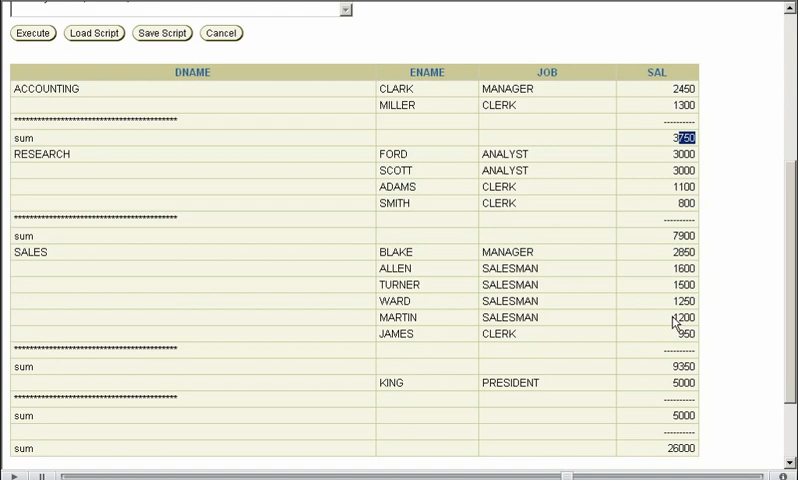 Execute Load Script Save Script Cancel
DNAME ENAME JOB SAL
ACCOUNTING CLARK MANAGER 2450
MILLER CLERK 1300
****************************************** ----------
sum 3750
RESEARCH FORD ANALYST 3000
SCOTT ANALYST 3000
ADAMS CLERK 1100
SMITH CLERK 800
****************************************** ----------
sum 7900
SALES BLAKE MANAGER 2850
ALLEN SALESMAN 1600
TURNER SALESMAN 1500
WARD SALESMAN 1250
MARTIN SALESMAN 1200
JAMES CLERK 950
****************************************** ----------
sum 9350
KING PRESIDENT 5000
****************************************** ----------
sum 5000
----------
sum 26000